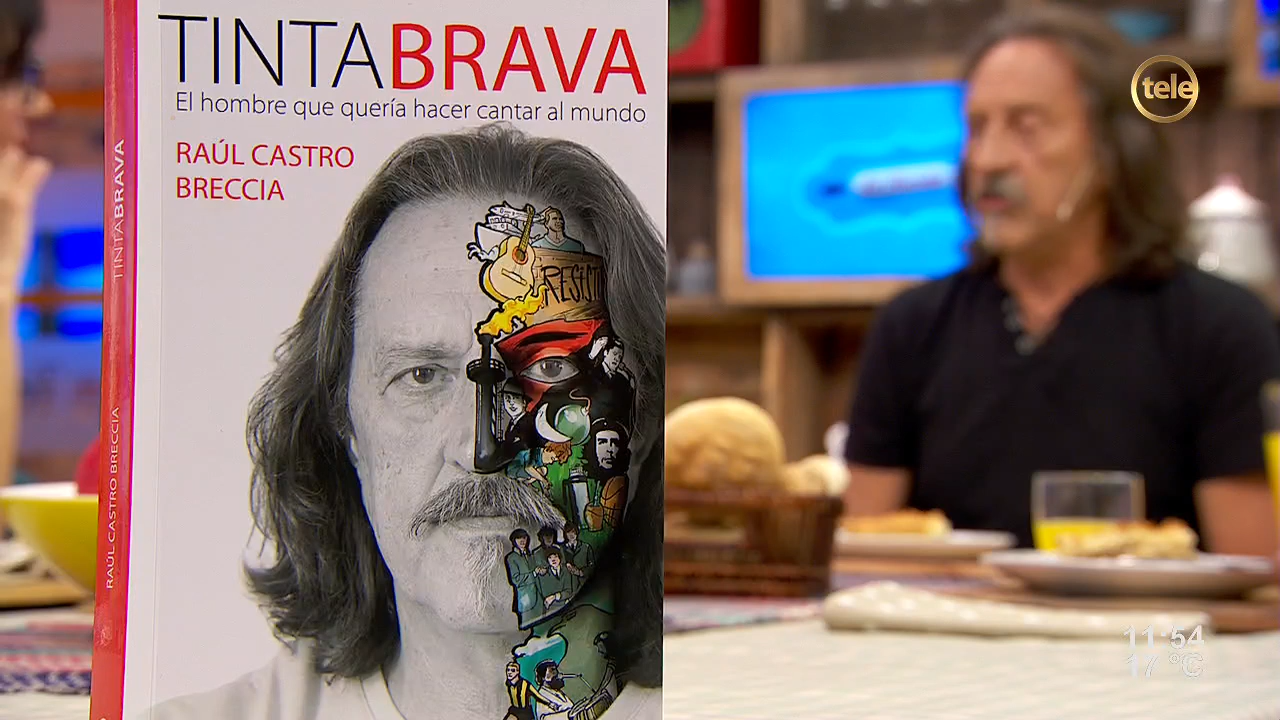 TINTABRAVA
El hombre que quería hacer cantar al mundo
RAÚL CASTRO
BRECCIA
TINTABRAVA
RAÚL CASTRO BRECCIA
tele
11:54
17 °C